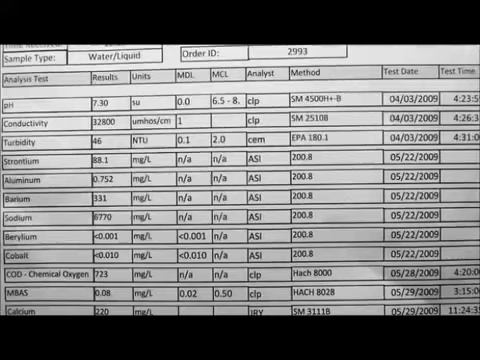 Sample Type: Water/Liquid Order ID: 2993
Analysis Test Results Units MDL MCL Analyst Method Test Date Test Time
pH 7.30 su 0.0 6.5 - 8. clp SM 4500H+-B 04/03/2009 4:23:5
Conductivity 32800 umhos/cm 1 clp SM 2510B 04/03/2009 4:26:3
Turbidity 46 NTU 0.1 2.0 cem EPA 180.1 04/03/2009 4:31:0
Strontium 88.1 mg/L n/a n/a ASI 200.8 05/22/2009
Aluminum 0.752 mg/L n/a n/a ASI 200.8 05/22/2009
Barium 331 mg/L n/a n/a ASI 200.8 05/22/2009
Sodium 6770 mg/L n/a n/a ASI 200.8 05/22/2009
Berylium <0.001 mg/L <0.001 n/a ASI 200.8 05/22/2009
Cobalt <0.010 mg/L <0.010 n/a ASI 200.8 05/22/2009
COD - Chemical Oxygen 723 mg/L n/a n/a clp Hach 8000 05/28/2009 4:20:0
MBAS 0.08 mg/L 0.02 0.50 clp HACH 8028 05/29/2009 3:15:0
Calcium 220 mg/L JRY SM 3111B 05/29/2009 11:24:3